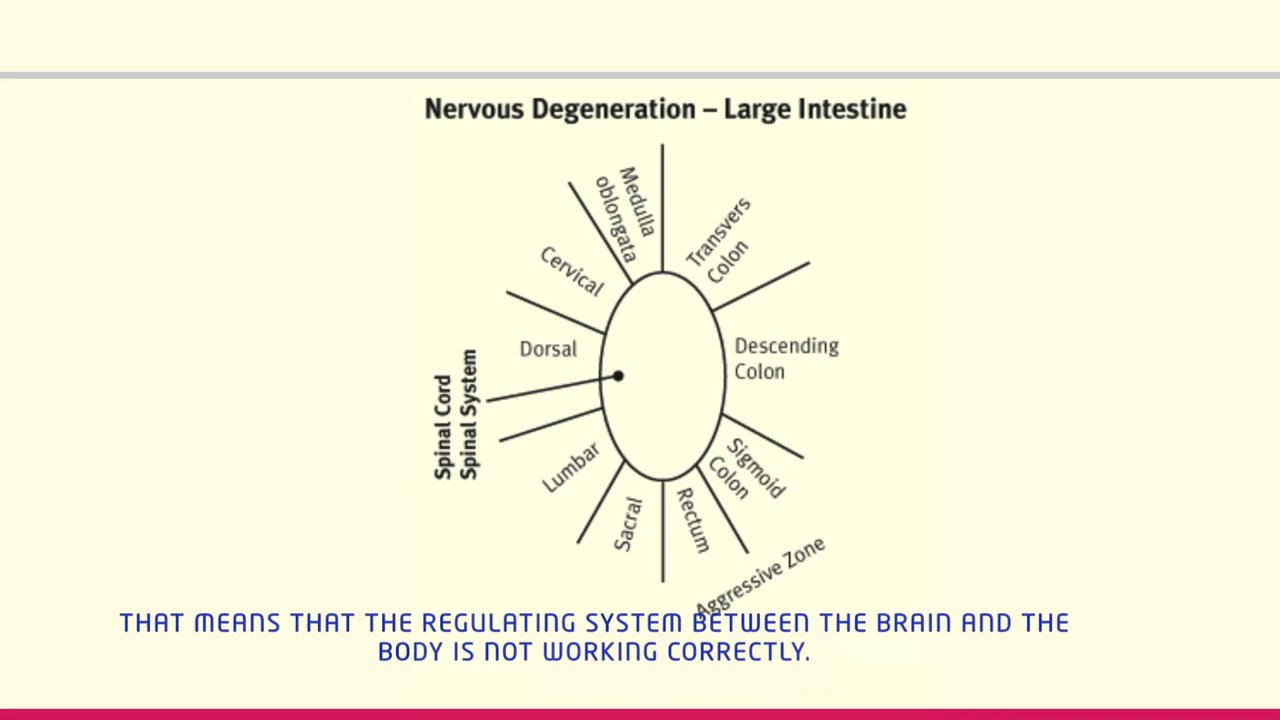 Nervous Degeneration – Large Intestine
Medulla
oblongata
Transvers
Colon
Cervical
Dorsal
Descending
Colon
Spinal Cord
Spinal System
Lumbar
Sigmoid
Colon
Sacral
Rectum
Aggressive Zone
THAT MEANS THAT THE REGULATING SYSTEM BETWEEN THE BRAIN AND THE
BODY IS NOT WORKING CORRECTLY.